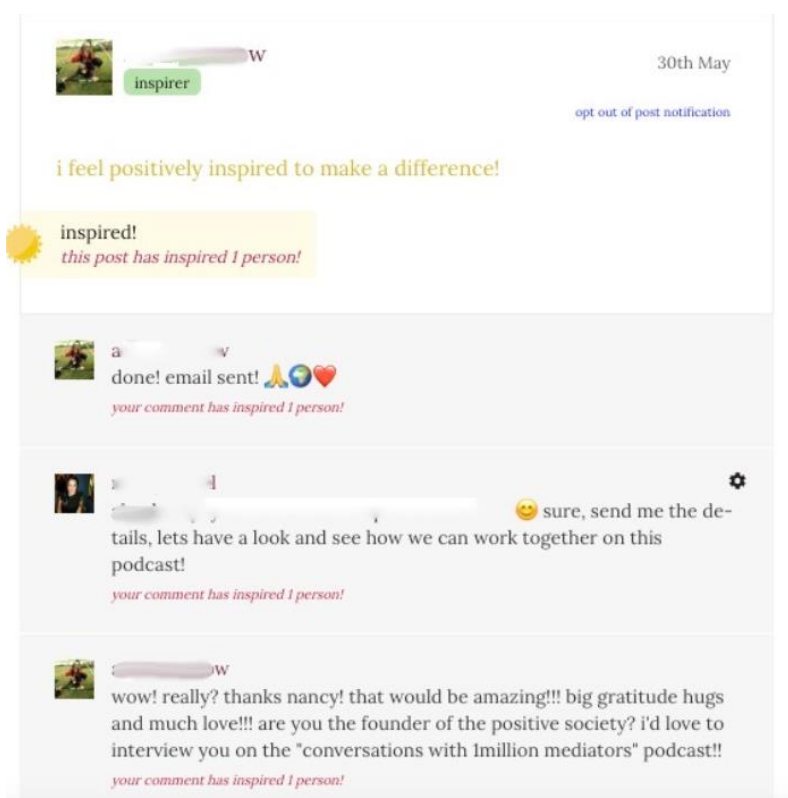 inspirer
30th May
opt out of post notification
i feel positively inspired to make a difference!
inspired!
this post has inspired 1 person!
done! email sent! 🙏🌍❤️
your comment has inspired 1 person!
😊 sure, send me the de-
tails, lets have a look and see how we can work together on this
podcast!
your comment has inspired 1 person!
wow! really? thanks nancy! that would be amazing!!! big gratitude hugs
and much love!!! are you the founder of the positive society? i'd love to
interview you on the "conversations with 1million mediators" podcast!!
your comment has inspired 1 person!